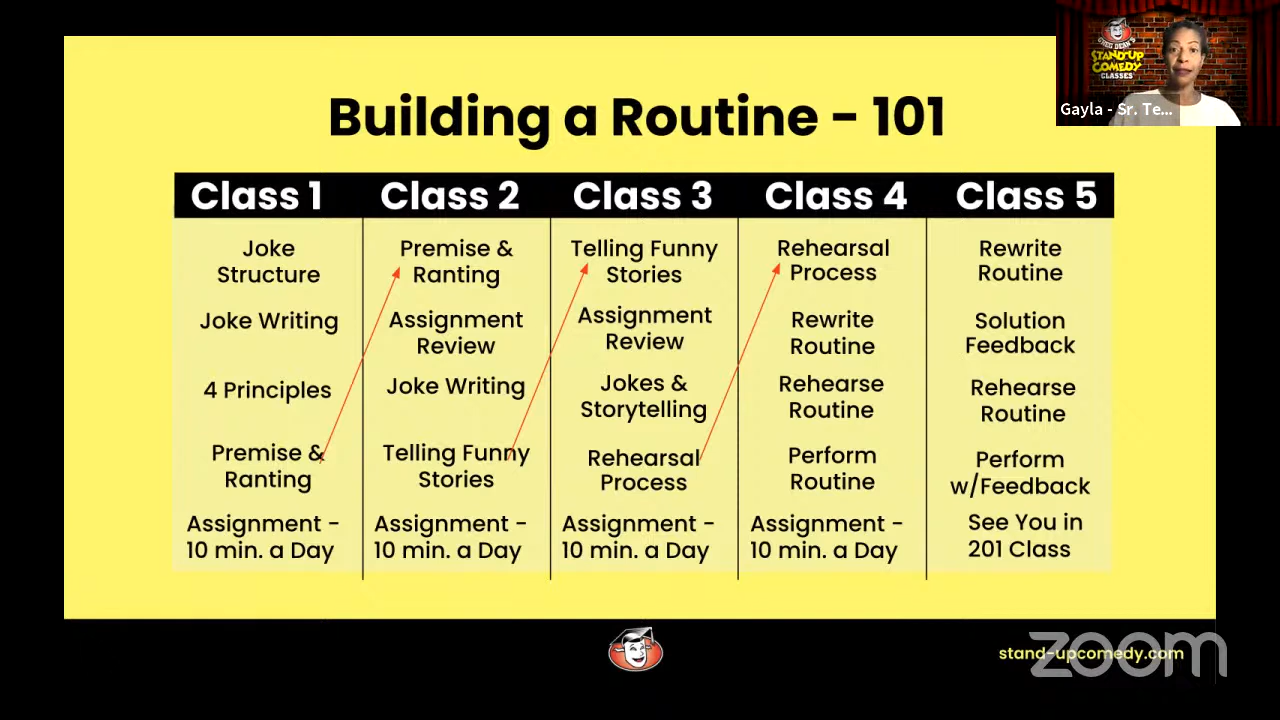 GREG DEAN'S
STAND-UP
COMEDY
CLASSES
Gayla - Sr. Te...
Building a Routine - 101
Class 1
Class 2
Class 3
Class 4
Class 5
Joke
Structure
Premise &
Ranting
Telling Funny
Stories
Rehearsal
Process
Rewrite
Routine
Joke Writing
Assignment
Review
Assignment
Review
Rewrite
Routine
Solution
Feedback
4 Principles
Joke Writing
Jokes &
Storytelling
Rehearse
Routine
Rehearse
Routine
Premise &
Ranting
Telling Funny
Stories
Rehearsal
Process
Perform
Routine
Perform
w/Feedback
Assignment -
10 min. a Day
Assignment -
10 min. a Day
Assignment -
10 min. a Day
Assignment -
10 min. a Day
See You in
201 Class
stand-upcomedy.com
zoom